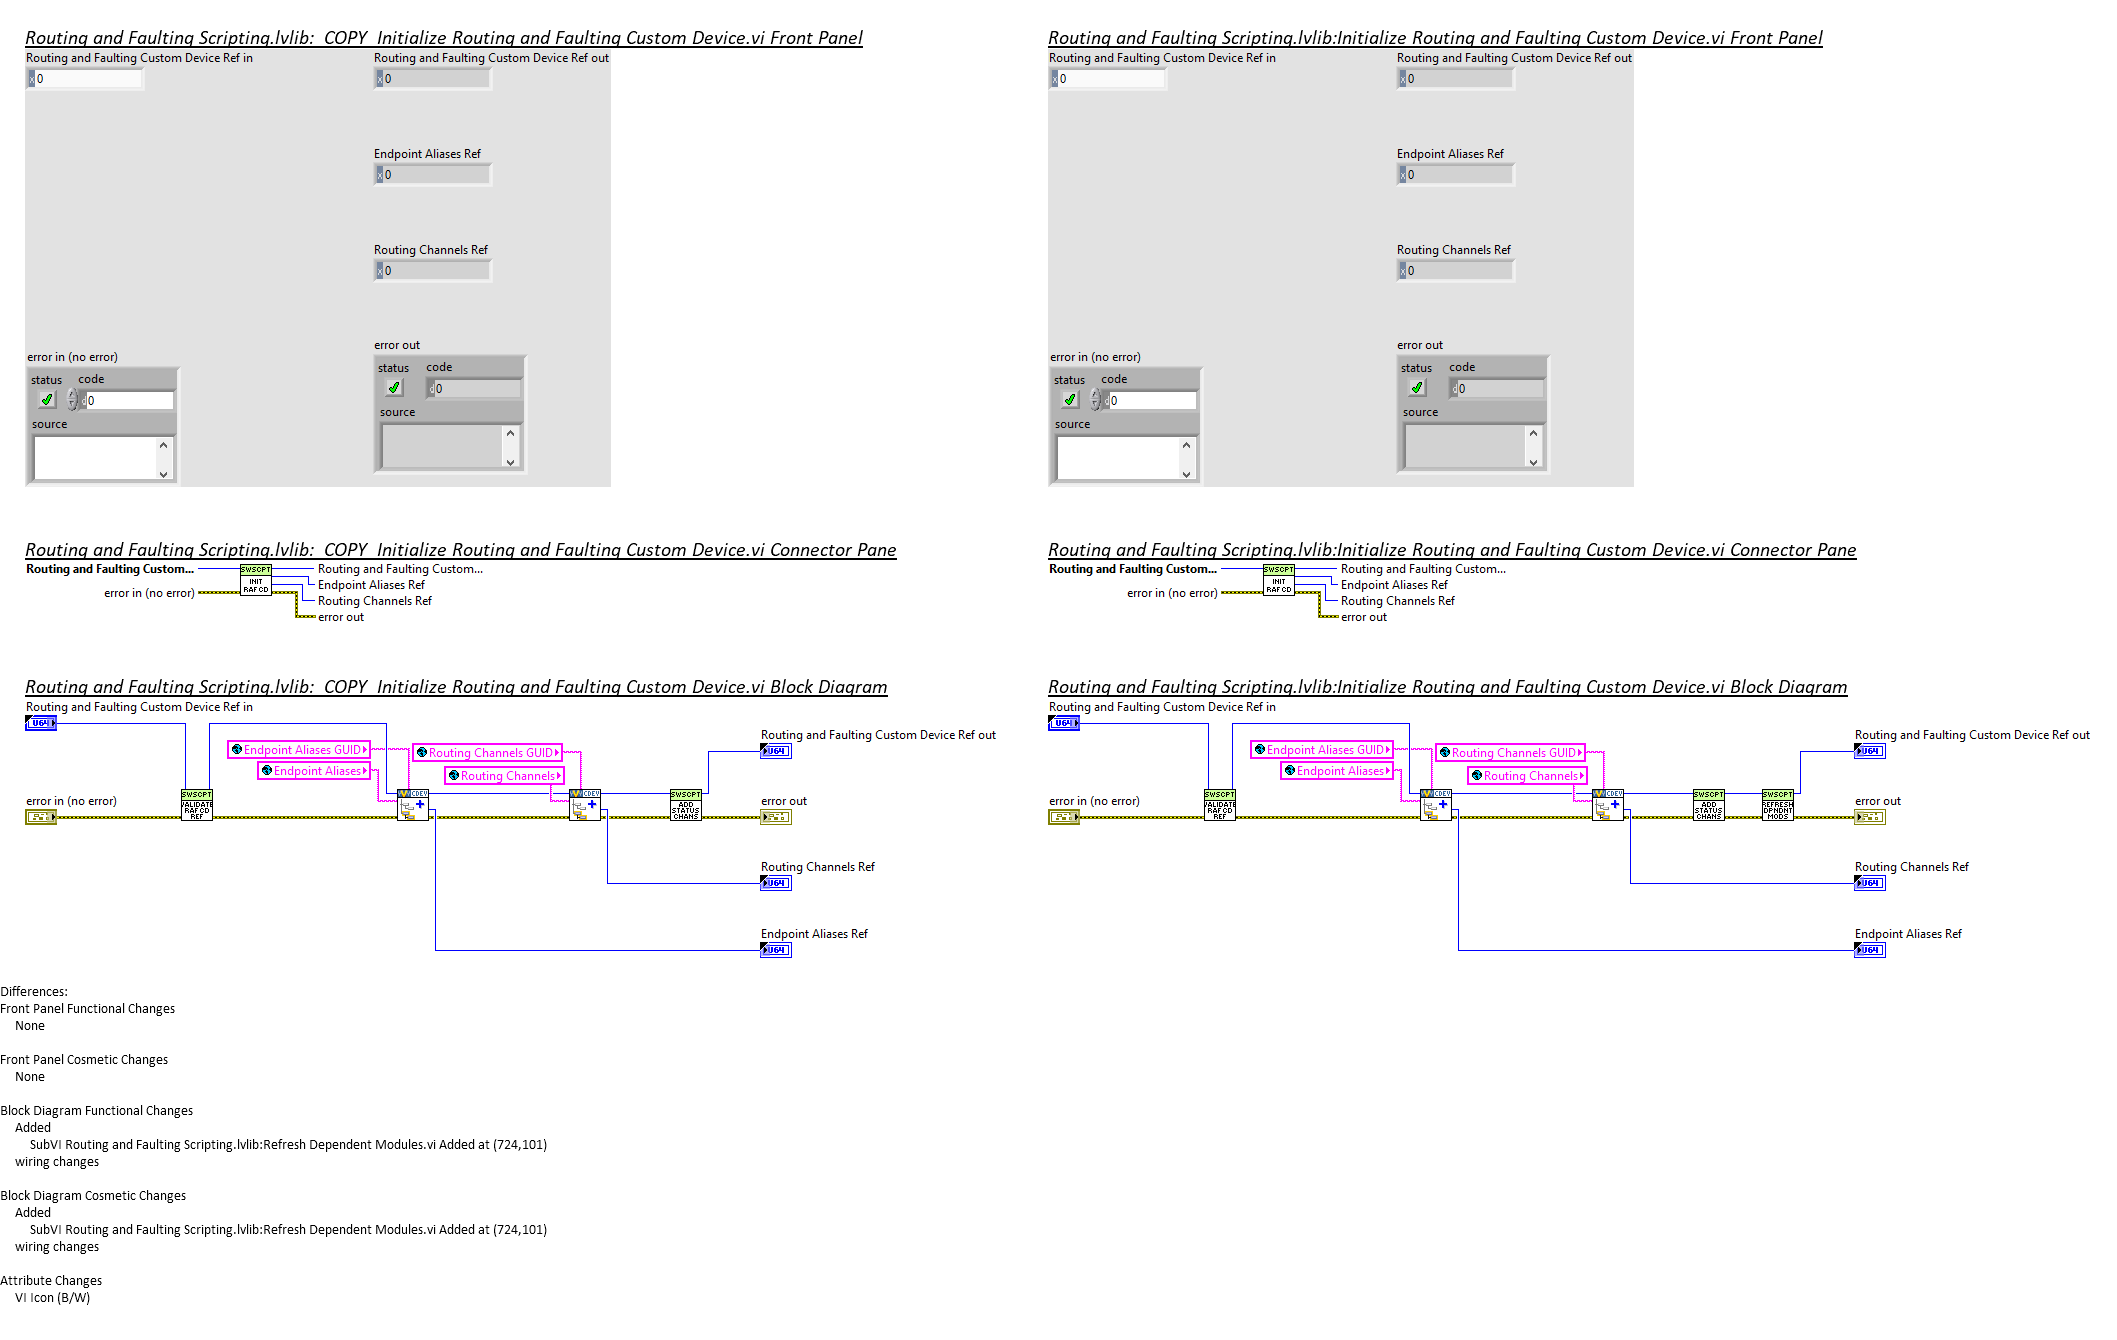 Routing and Faulting Scripting.lvlib:_COPY_Initialize Routing and Faulting Custom Device.vi Front Panel
Routing and Faulting Custom Device Ref in
Routing and Faulting Custom Device Ref out
x 0
x 0
Endpoint Aliases Ref
x 0
Routing Channels Ref
x 0
error in (no error)
status
code
d 0
source
error out
status
code
d 0
source
Routing and Faulting Scripting.lvlib:Initialize Routing and Faulting Custom Device.vi Front Panel
Routing and Faulting Custom Device Ref in
Routing and Faulting Custom Device Ref out
x 0
x 0
Endpoint Aliases Ref
x 0
Routing Channels Ref
x 0
error in (no error)
status
code
d 0
source
error out
status
code
d 0
source
Routing and Faulting Scripting.lvlib:_COPY_Initialize Routing and Faulting Custom Device.vi Connector Pane
Routing and Faulting Custom...
error in (no error)
SWSCPT
INIT
RAF CD
Routing and Faulting Custom...
Endpoint Aliases Ref
Routing Channels Ref
error out
Routing and Faulting Scripting.lvlib:Initialize Routing and Faulting Custom Device.vi Connector Pane
Routing and Faulting Custom...
error in (no error)
SWSCPT
INIT
RAF CD
Routing and Faulting Custom...
Endpoint Aliases Ref
Routing Channels Ref
error out
Routing and Faulting Scripting.lvlib:_COPY_Initialize Routing and Faulting Custom Device.vi Block Diagram
Routing and Faulting Custom Device Ref in
U64
Endpoint Aliases GUID
Endpoint Aliases
Routing Channels GUID
Routing Channels
Routing and Faulting Custom Device Ref out
U64
error in (no error)
SWSCPT
VALIDATE
RAF CD
REF
CDEV
CDEV
SWSCPT
ADD
STATUS
CHANS
error out
Routing Channels Ref
U64
Endpoint Aliases Ref
U64
Routing and Faulting Scripting.lvlib:Initialize Routing and Faulting Custom Device.vi Block Diagram
Routing and Faulting Custom Device Ref in
U64
Endpoint Aliases GUID
Endpoint Aliases
Routing Channels GUID
Routing Channels
Routing and Faulting Custom Device Ref out
U64
error in (no error)
SWSCPT
VALIDATE
RAF CD
REF
CDEV
CDEV
SWSCPT
ADD
STATUS
CHANS
SWSCPT
REFRESH
DPNDNT
MODS
error out
Routing Channels Ref
U64
Endpoint Aliases Ref
U64
Differences:
Front Panel Functional Changes
None
Front Panel Cosmetic Changes
None
Block Diagram Functional Changes
Added
SubVI Routing and Faulting Scripting.lvlib:Refresh Dependent Modules.vi Added at (724,101)
wiring changes
Block Diagram Cosmetic Changes
Added
SubVI Routing and Faulting Scripting.lvlib:Refresh Dependent Modules.vi Added at (724,101)
wiring changes
Attribute Changes
VI Icon (B/W)